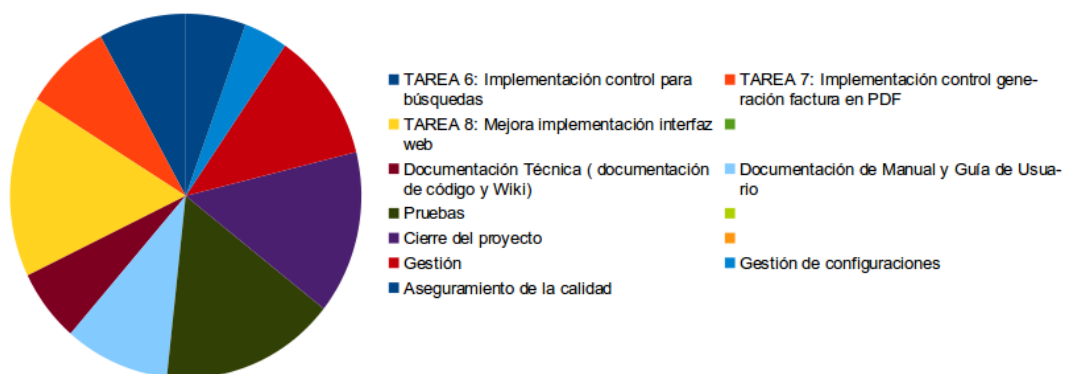 TAREA 6: Implementación control para
búsquedas
TAREA 7: Implementación control gene-
ración factura en PDF
TAREA 8: Mejora implementación interfaz
web
Documentación Técnica ( documentación
de código y Wiki)
Documentación de Manual y Guía de Usua-
rio
Pruebas
Cierre del proyecto
Gestión
Gestión de configuraciones
Aseguramiento de la calidad